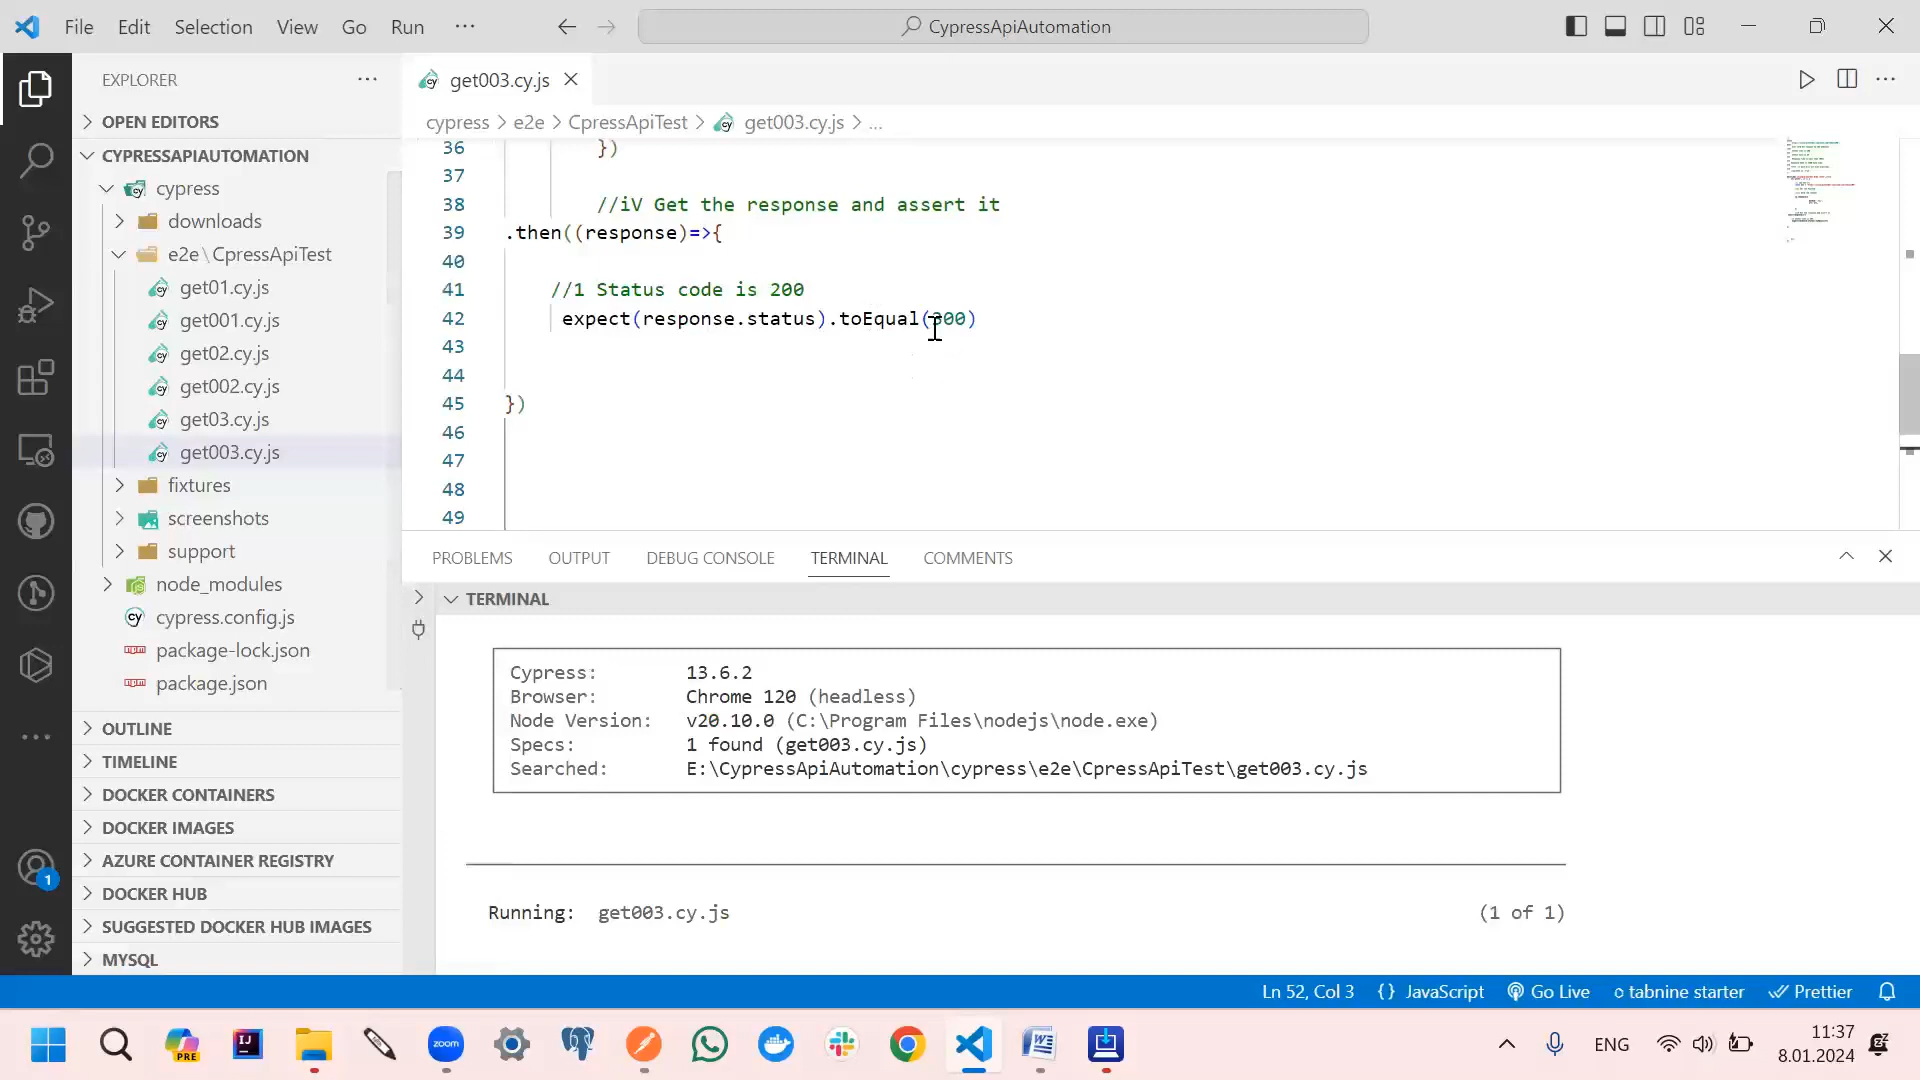 File Edit Selection View Go Run ··· CypressApiAutomation
EXPLORER ···
OPEN EDITORS
CYPRESSAPIAUTOMATION
cypress
downloads
e2e\CpressApiTest
get01.cy.js
get001.cy.js
get02.cy.js
get002.cy.js
get03.cy.js
get003.cy.js
fixtures
screenshots
support
node_modules
cypress.config.js
package-lock.json
package.json
OUTLINE
TIMELINE
DOCKER CONTAINERS
DOCKER IMAGES
AZURE CONTAINER REGISTRY
DOCKER HUB
SUGGESTED DOCKER HUB IMAGES
MYSQL
get003.cy.js
cypress > e2e > CpressApiTest > get003.cy.js > ...
36 })
37
38 //iV Get the response and assert it
39 .then((response)=>{
40
41 //1 Status code is 200
42 expect(response.status).toEqual(
43
44
45 })
46
47
48
49
PROBLEMS OUTPUT DEBUG CONSOLE TERMINAL COMMENTS
TERMINAL
Cypress: 13.6.2
Browser: Chrome 120 (headless)
Node Version: v20.10.0 (C:\Program Files\nodejs\node.exe)
Specs: 1 found (get003.cy.js)
Searched: E:\CypressApiAutomation\cypress\e2e\CpressApiTest\get003.cy.js
Running: get003.cy.js (1 of 1)
1
Ln 52, Col 3 {} JavaScript Go Live tabnine starter Prettier
PRE IJ zoom ENG 11:37
8.01.2024